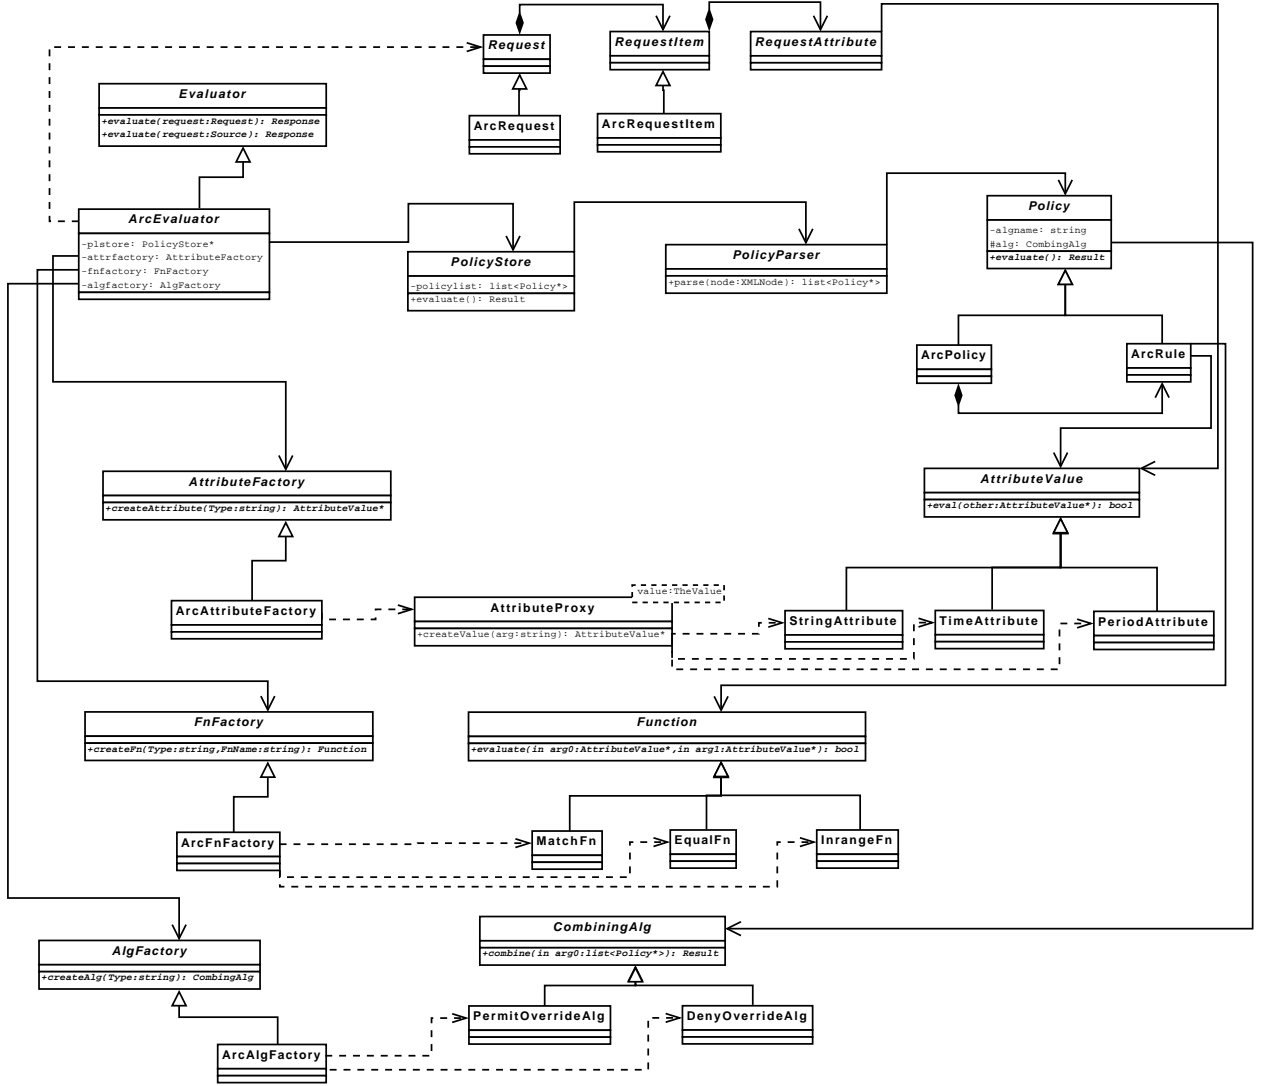 Request
RequestItem
RequestAttribute
Evaluator
+evaluate(request:Request): Response
+evaluate(request:Source): Response
ArcRequest
ArcRequestItem
ArcEvaluator
-plstore: PolicyStore*
-attrfactory: AttributeFactory
-fnfactory: FnFactory
-algfactory: AlgFactory
PolicyStore
-policylist: list<Policy*>
+evaluate(): Result
PolicyParser
+parse(node:XMLNode): list<Policy*>
Policy
-algname: string
#alg: CombingAlg
+evaluate(): Result
ArcPolicy
ArcRule
AttributeFactory
+createAttribute(Type:string): AttributeValue*
AttributeValue
+eval(other:AttributeValue*): bool
ArcAttributeFactory
value:TheValue
AttributeProxy
+createValue(arg:string): AttributeValue*
StringAttribute
TimeAttribute
PeriodAttribute
FnFactory
+createFn(Type:string,FnName:string): Function
Function
+evaluate(in arg0:AttributeValue*,in arg1:AttributeValue*): bool
ArcFnFactory
MatchFn
EqualFn
InrangeFn
AlgFactory
+createAlg(Type:string): CombingAlg
CombiningAlg
+combine(in arg0:list<Policy*>): Result
ArcAlgFactory
PermitOverrideAlg
DenyOverrideAlg